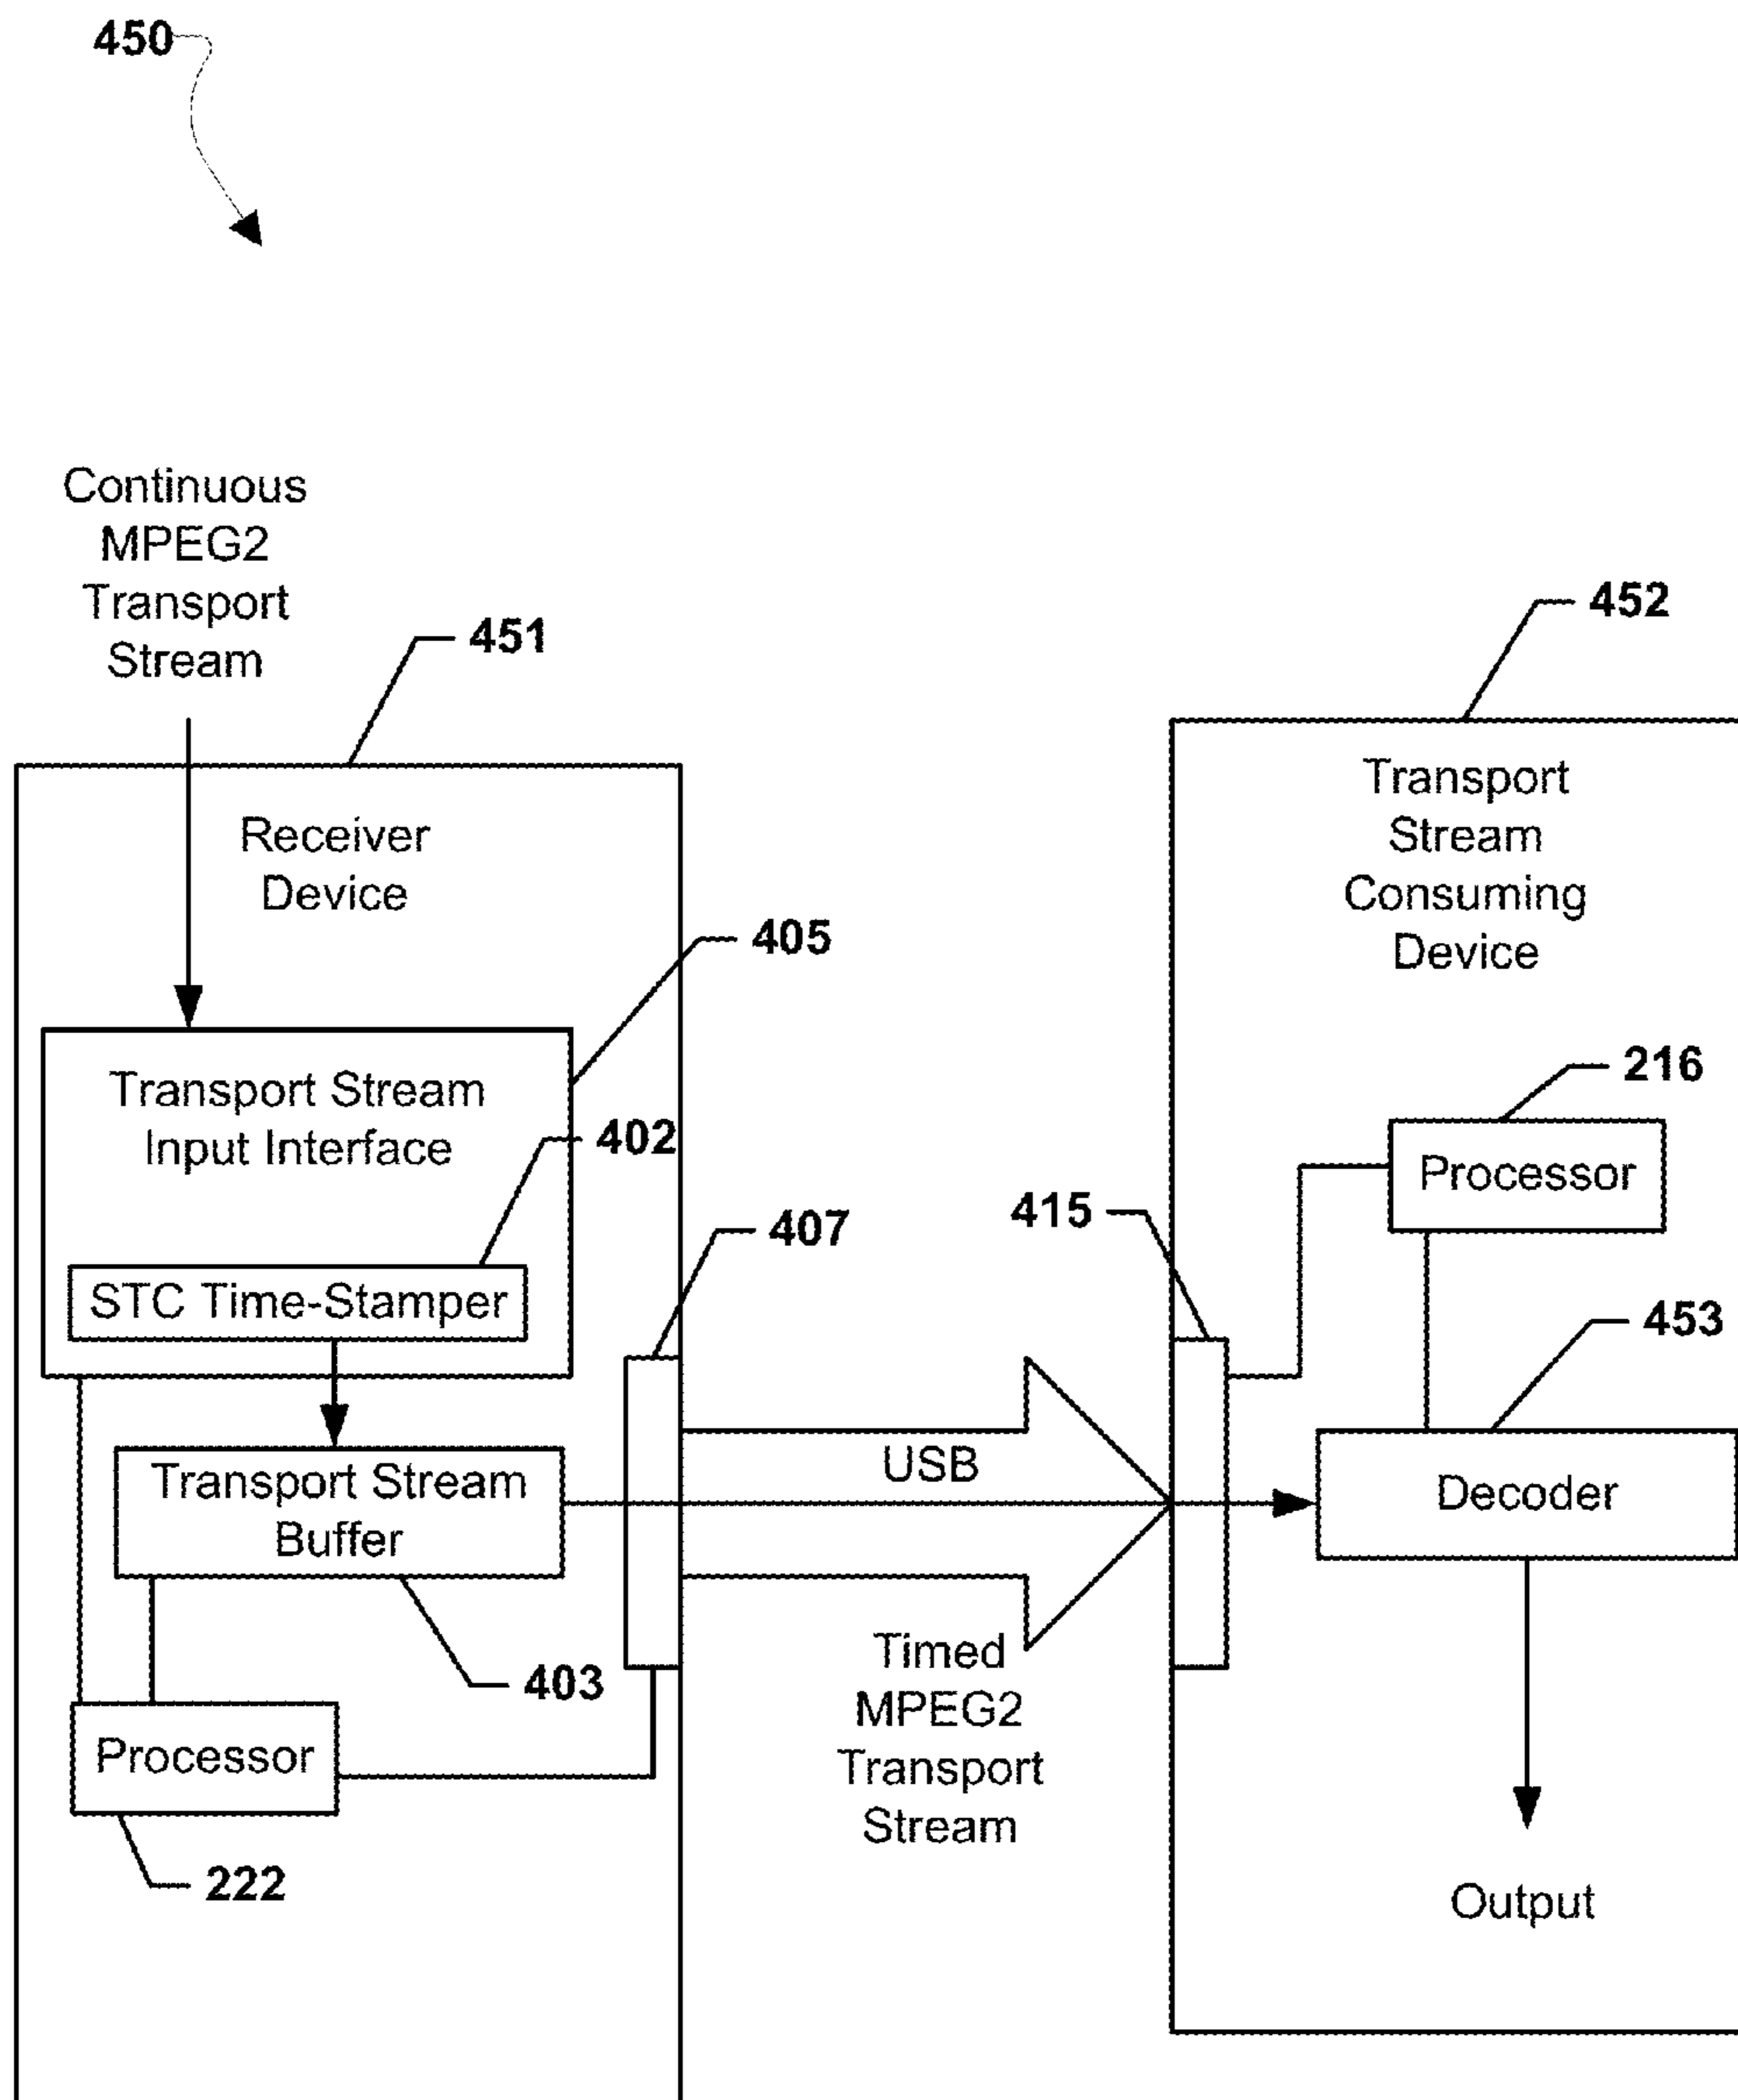 450
Continuous
MPEG2
Transport
Stream
451
Receiver
Device
405
Transport Stream
Input Interface
402
STC Time-Stamper
407
Transport Stream
Buffer
403
Processor
222
USB
Timed
MPEG2
Transport
Stream
452
Transport
Stream
Consuming
Device
216
Processor
415
453
Decoder
Output